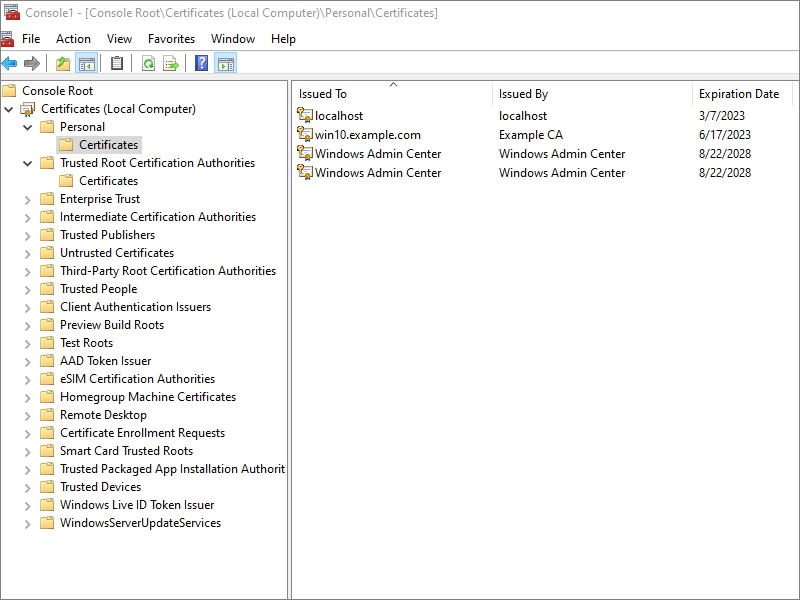 Console1 - [Console Root\Certificates (Local Computer)\Personal\Certificates]
File Action View Favorites Window Help
Console Root
Certificates (Local Computer)
Personal
Certificates
Trusted Root Certification Authorities
Certificates
Enterprise Trust
Intermediate Certification Authorities
Trusted Publishers
Untrusted Certificates
Third-Party Root Certification Authorities
Trusted People
Client Authentication Issuers
Preview Build Roots
Test Roots
AAD Token Issuer
eSIM Certification Authorities
Homegroup Machine Certificates
Remote Desktop
Certificate Enrollment Requests
Smart Card Trusted Roots
Trusted Packaged App Installation Authorit
Trusted Devices
Windows Live ID Token Issuer
WindowsServerUpdateServices
Issued To Issued By Expiration Date
localhost localhost 3/7/2023
win10.example.com Example CA 6/17/2023
Windows Admin Center Windows Admin Center 8/22/2028
Windows Admin Center Windows Admin Center 8/22/2028